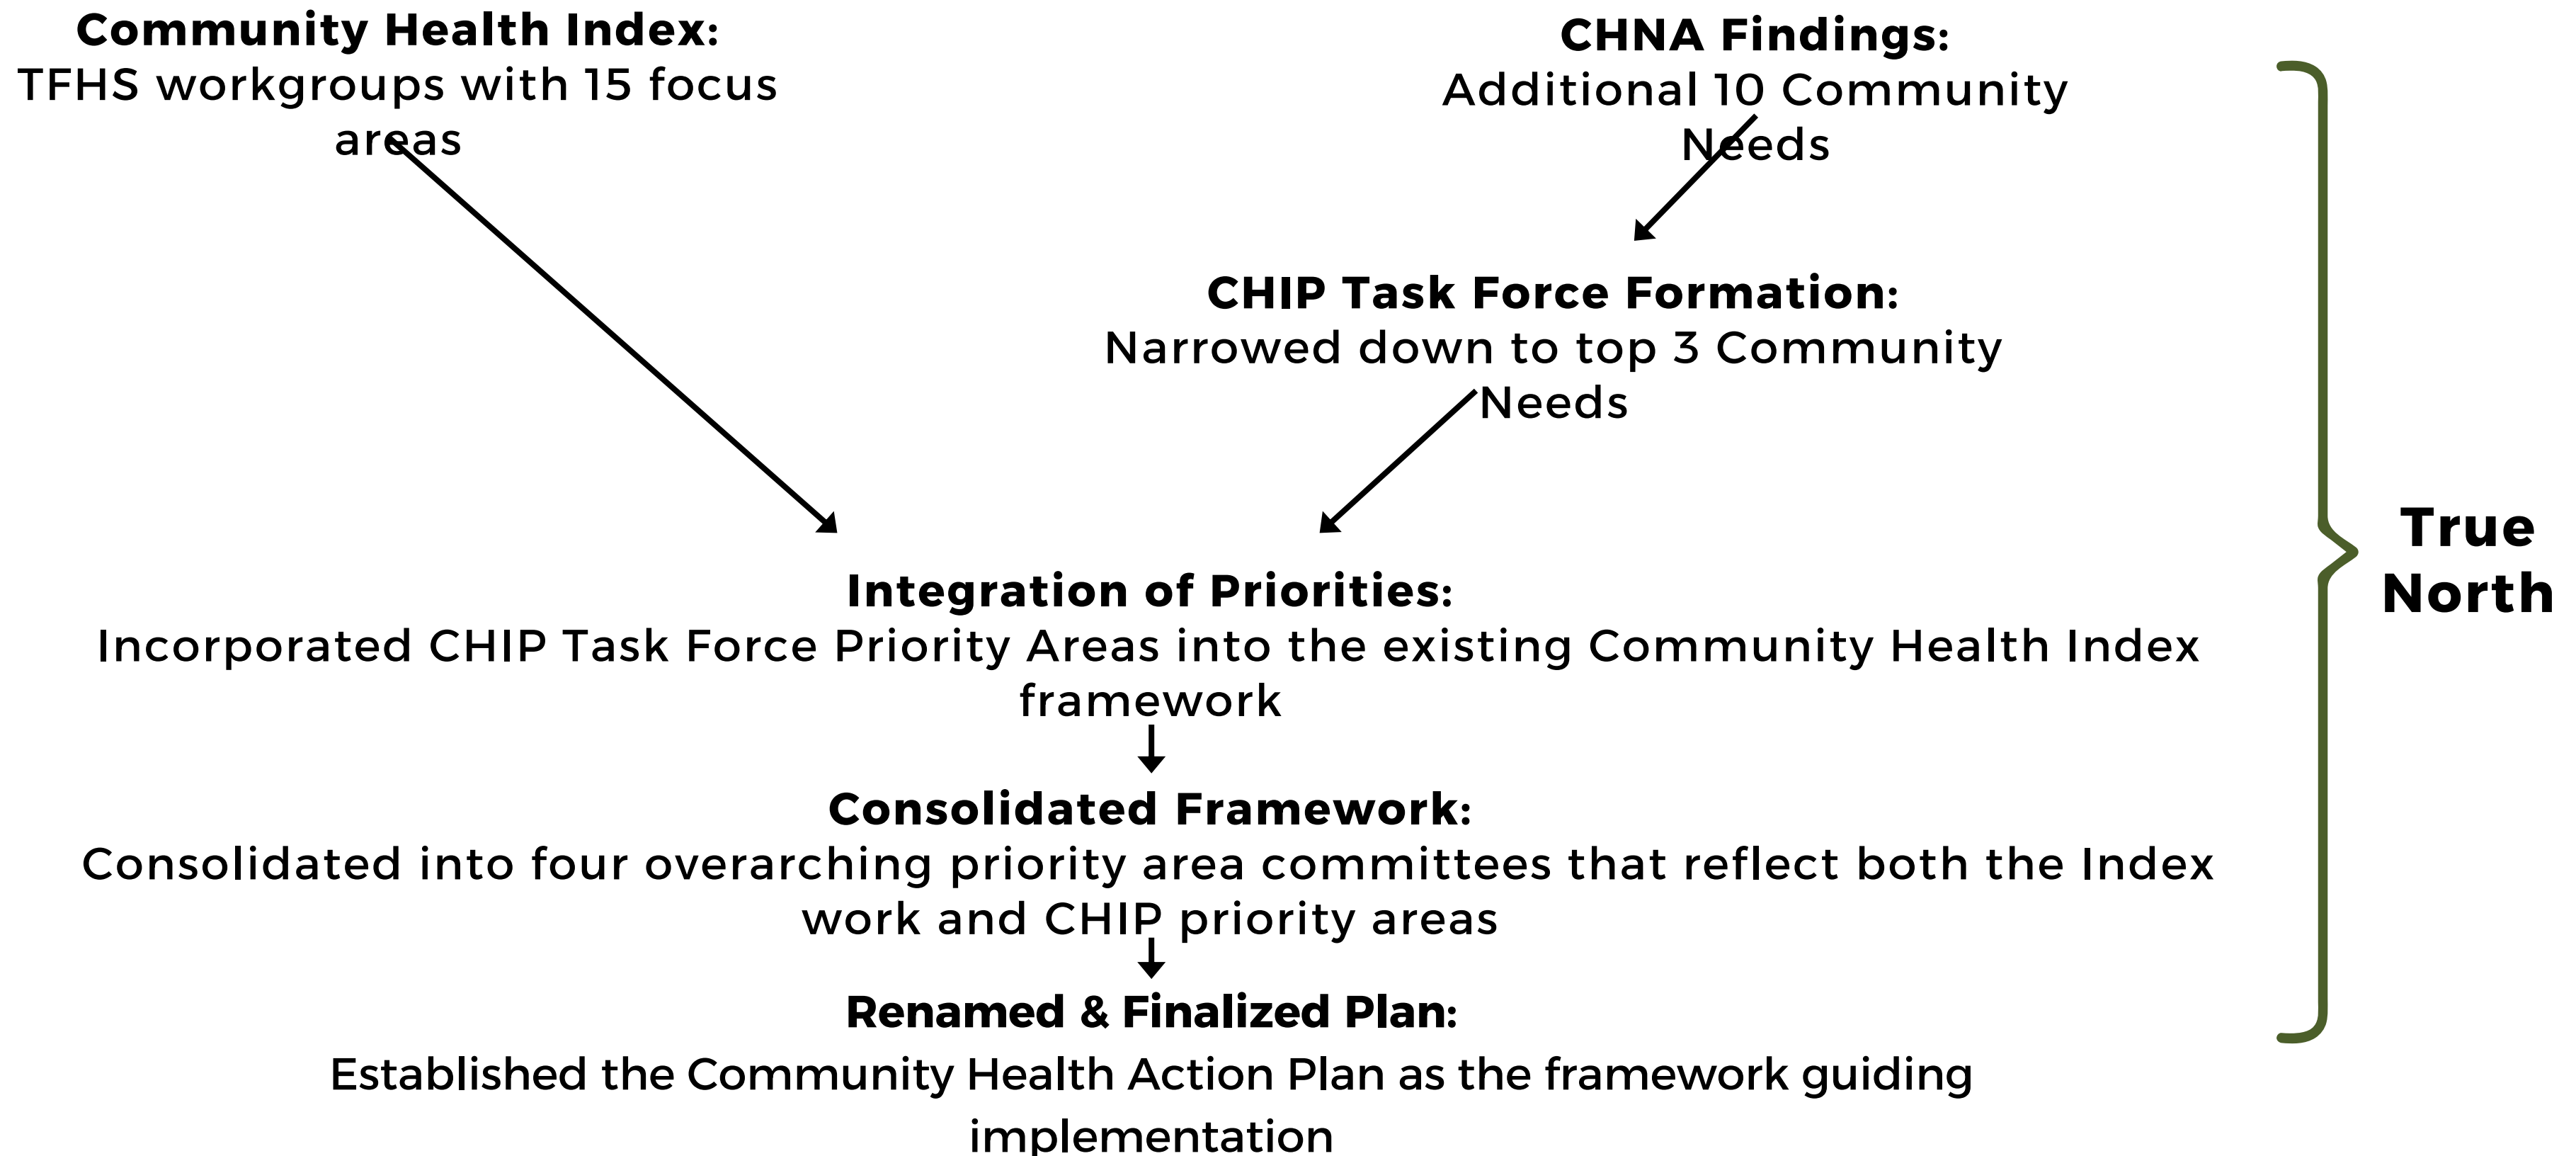 Community Health Index:
TFHS workgroups with 15 focus
areas
CHNA Findings:
Additional 10 Community
Needs
CHIP Task Force Formation:
Narrowed down to top 3 Community
Needs
Integration of Priorities:
Incorporated CHIP Task Force Priority Areas into the existing Community Health Index
framework
Consolidated Framework:
Consolidated into four overarching priority area committees that reflect both the Index
work and CHIP priority areas
Renamed & Finalized Plan:
Established the Community Health Action Plan as the framework guiding
implementation
True
North